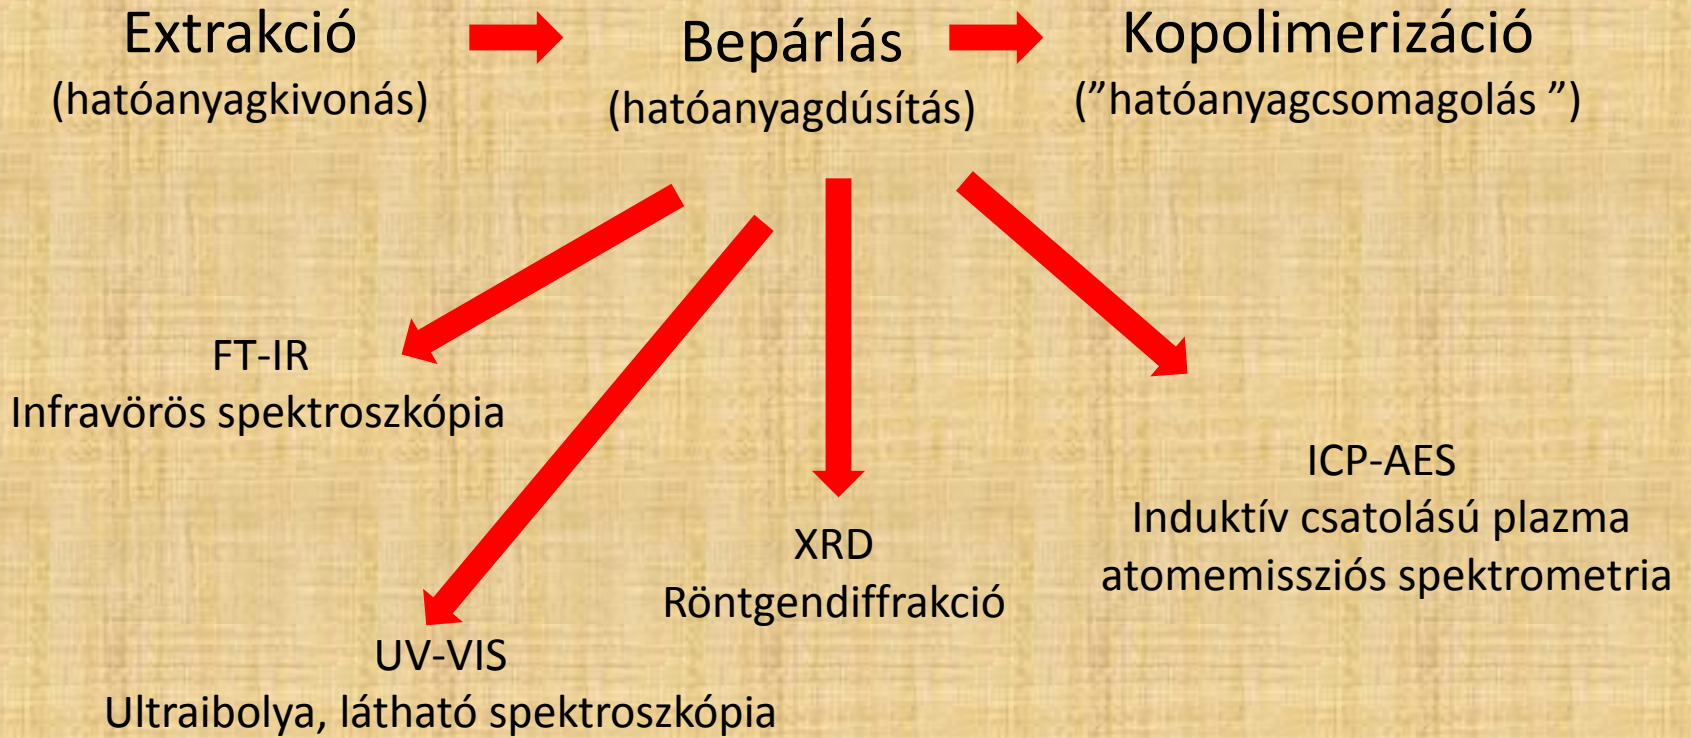 Extrakció
(hatóanyagkivonás)
Bepárlás
(hatóanyagdúsítás)
Kopolimerizáció
(”hatóanyagcsomagolás ”)
FT-IR
Infravörös spektroszkópia
UV-VIS
Ultraibolya, látható spektroszkópia
XRD
Röntgendiffrakció
ICP-AES
Induktív csatolású plazma
atomemissziós spektrometria